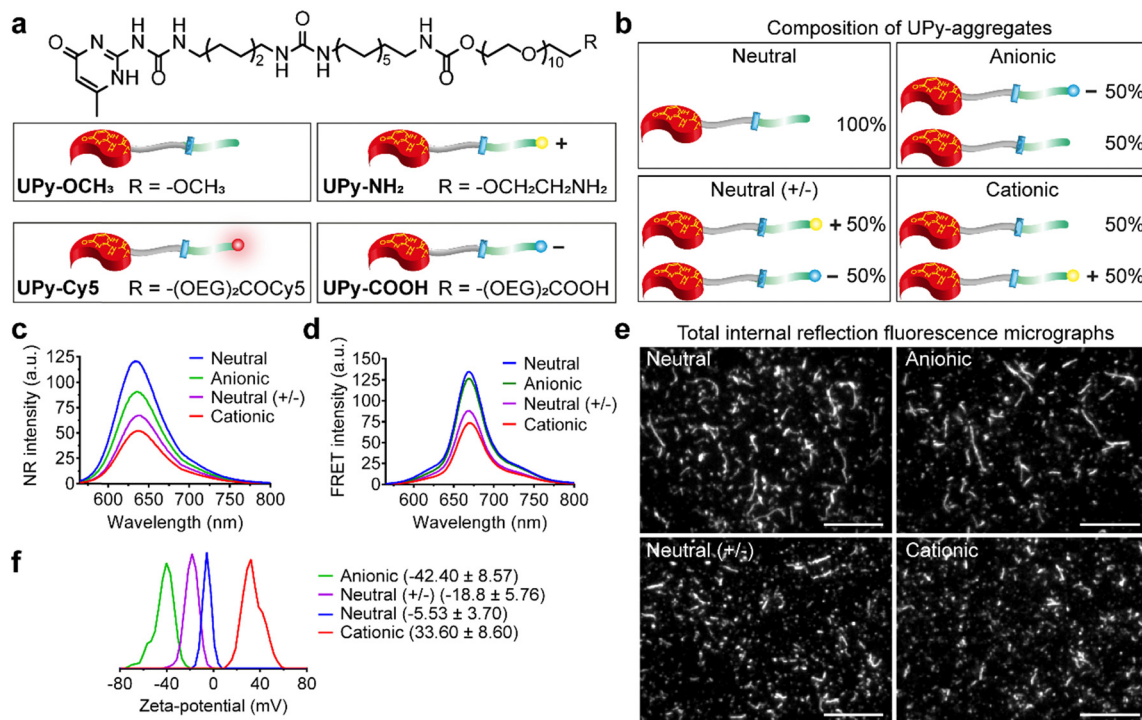 a
O
N
N
H
N
O
H
N
NH
2
H
N
O
N
H
5
H
N
O
O
O
10
R
UPy-OCH₃ R = -OCH₃
UPy-NH₂ R = -OCH₂CH₂NH₂
+
UPy-Cy5 R = -(OEG)₂COCy5
UPy-COOH R = -(OEG)₂COOH
−
b
Composition of UPy-aggregates
Neutral
100%
Anionic
− 50%
50%
Neutral (+/-)
+ 50%
− 50%
Cationic
50%
+ 50%
c
NR intensity (a.u.)
125
100
75
50
25
0
600 650 700 750 800
Wavelength (nm)
Neutral
Anionic
Neutral (+/-)
Cationic
d
FRET intensity (a.u.)
150
125
100
75
50
25
0
600 650 700 750 800
Wavelength (nm)
Neutral
Anionic
Neutral (+/-)
Cationic
e
Total internal reflection fluorescence micrographs
Neutral
Anionic
Neutral (+/-)
Cationic
f
-80 -40 0 40 80
Zeta-potential (mV)
Anionic (-42.40 ± 8.57)
Neutral (+/-) (-18.8 ± 5.76)
Neutral (-5.53 ± 3.70)
Cationic (33.60 ± 8.60)